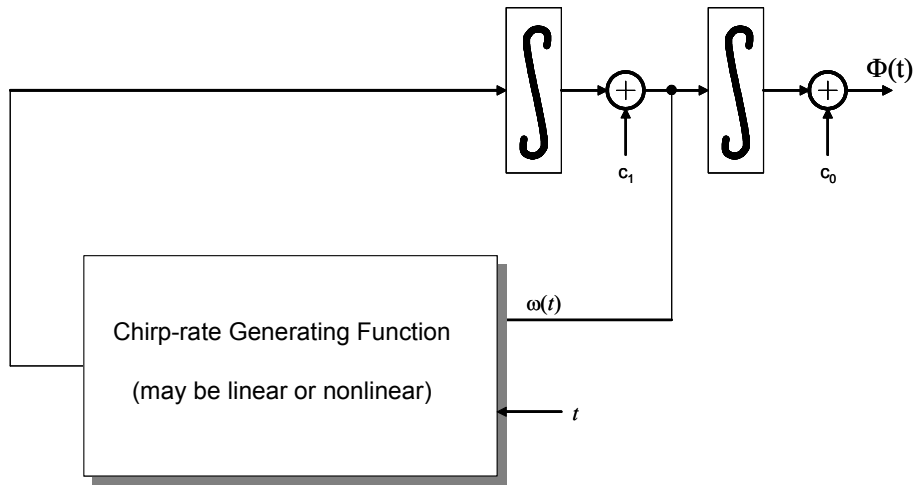 Φ(t)
+
+
c₁
c₀
ω(t)
Chirp-rate Generating Function
(may be linear or nonlinear)
t